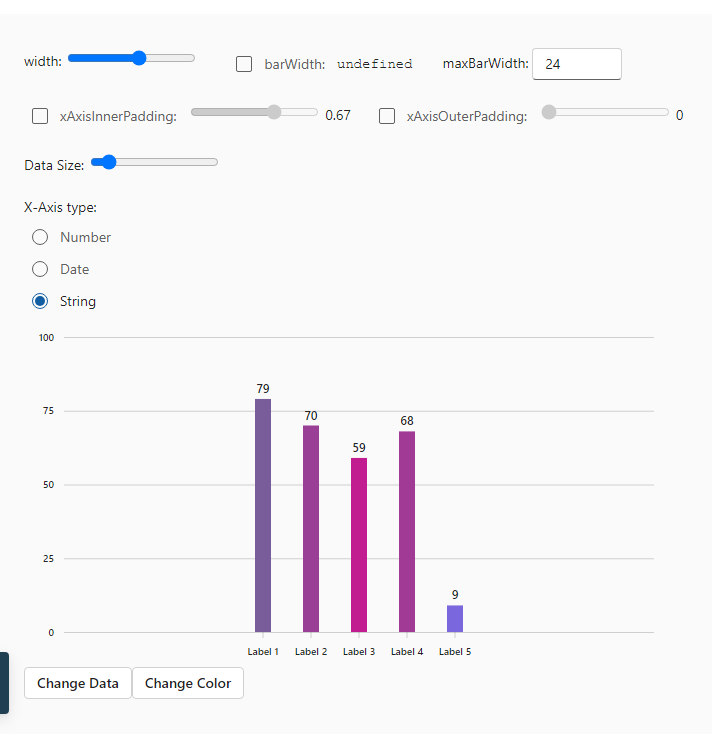 width: barWidth: undefined maxBarWidth: 24
xAxisInnerPadding: 0.67 xAxisOuterPadding: 0
Data Size:
X-Axis type:
Number
Date
String
100
75
50
25
0
79
70
59
68
9
Label 1 Label 2 Label 3 Label 4 Label 5
Change Data Change Color